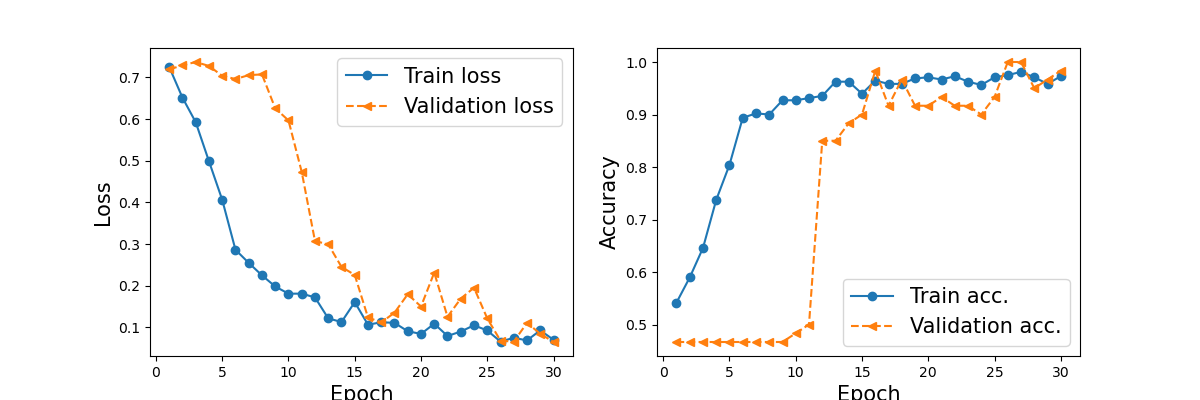 Loss
0.7
0.6
0.5
0.4
0.3
0.2
0.1
Train loss
Validation loss
0 5 10 15 20 25 30
Epoch
Accuracy
1.0
0.9
0.8
0.7
0.6
0.5
Train acc.
Validation acc.
0 5 10 15 20 25 30
Epoch